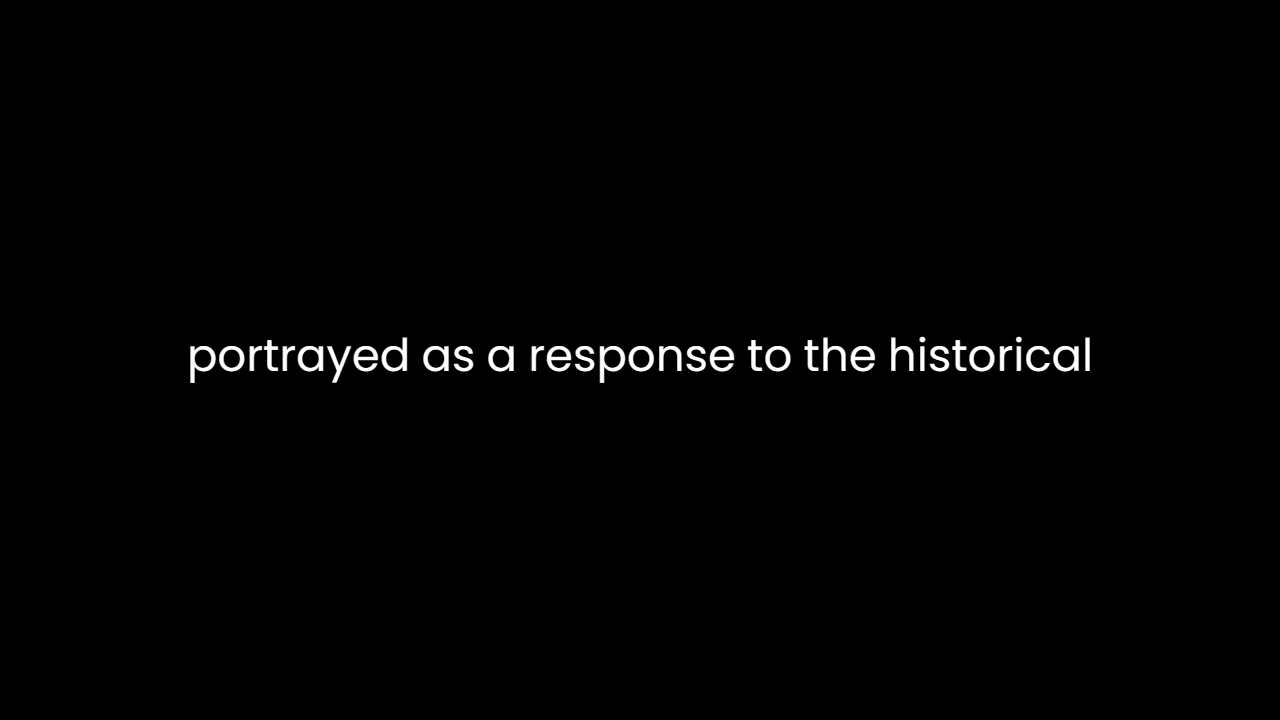 portrayed as a response to the historical